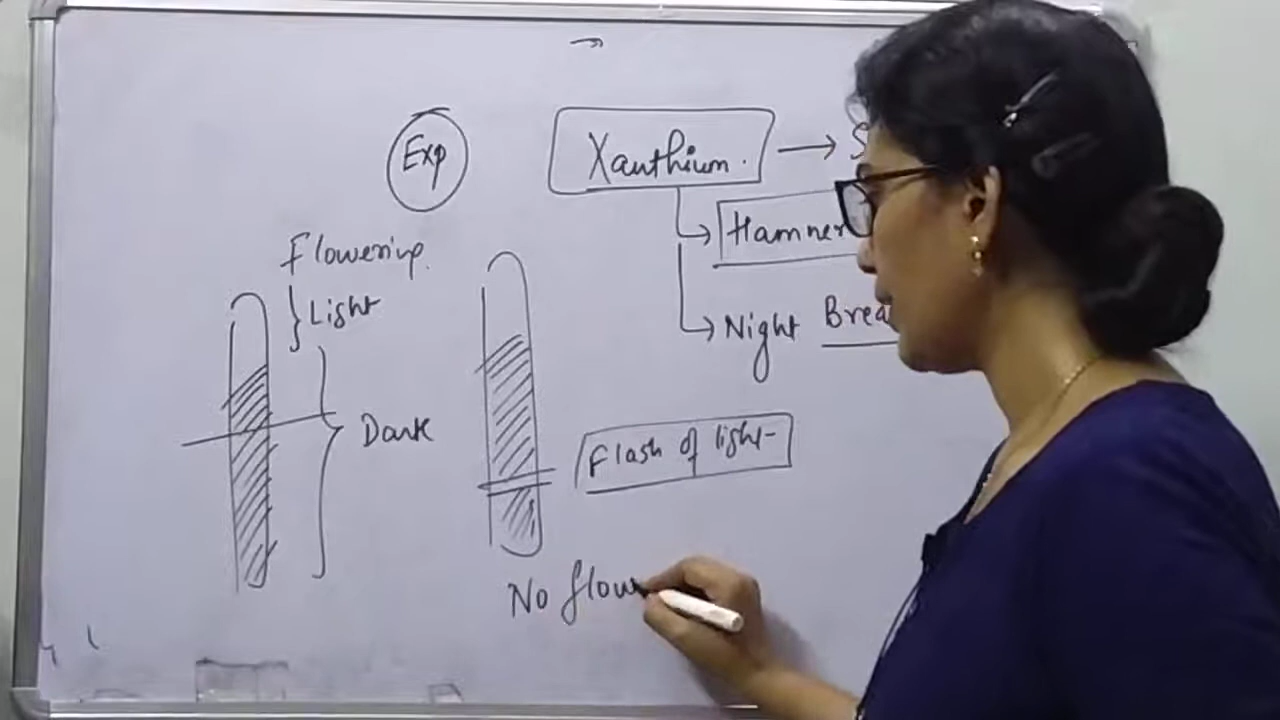 Exp
Xanthium. → S
Hamner
Night Brea
Flowering.
Light
Dark
Flash of light
No flow